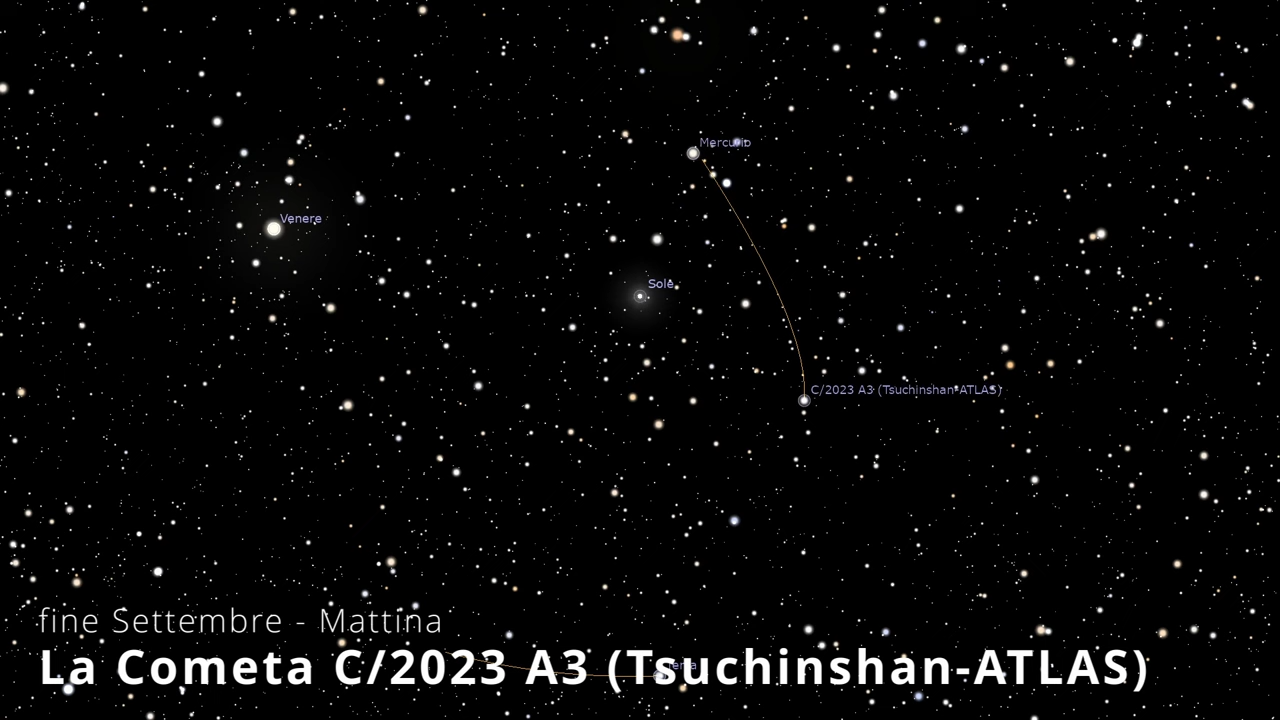 Mercurio
Venere
Sole
C/2023 A3 (Tsuchinshan-ATLAS)
fine Settembre - Mattina
La Cometa C/2023 A3 (Tsuchinshan-ATLAS)